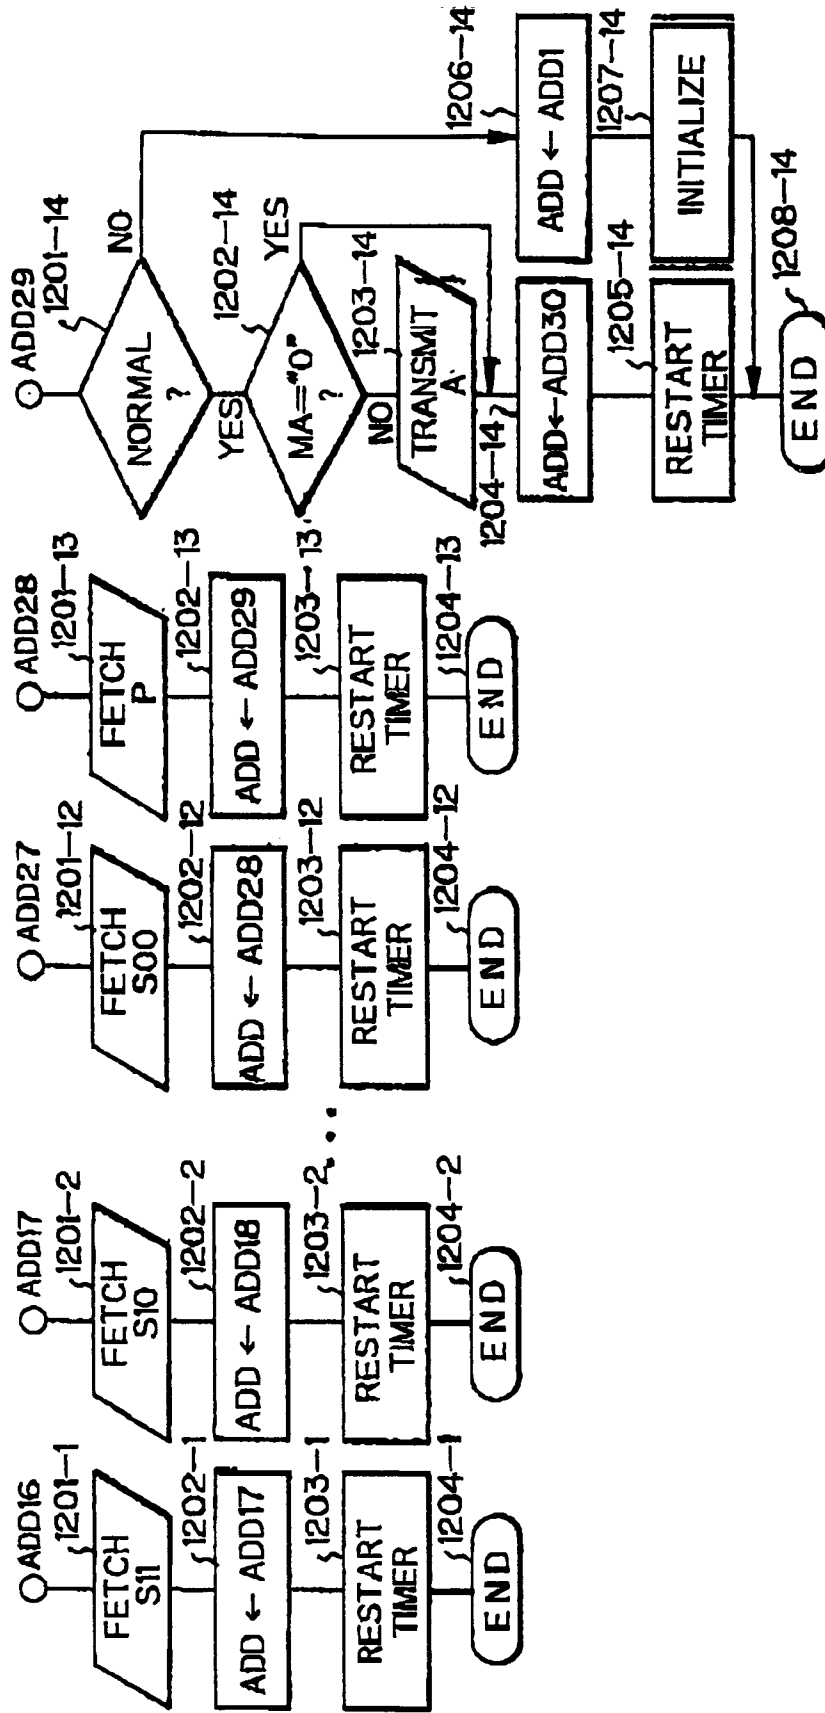 ADD16
1201-1
FETCH
S11
1202-1
ADD ← ADD17
1203-1
RESTART
TIMER
1204-1
END
ADD17
1201-2
FETCH
S10
1202-2
ADD ← ADD18
1203-2
RESTART
TIMER
1204-2
END
...
ADD27
1201-12
FETCH
S00
1202-12
ADD ← ADD28
1203-12
RESTART
TIMER
1204-12
END
ADD28
1201-13
FETCH
P
1202-13
ADD ← ADD29
1203-13
RESTART
TIMER
1204-13
END
ADD29
1201-14
NORMAL
?
NO
YES
1202-14
MA="0"
?
YES
NO
1203-14
TRANSMIT
A
1204-14
ADD←ADD30
1205-14
RESTART
TIMER
1206-14
ADD ← ADD1
1207-14
INITIALIZE
1208-14
END